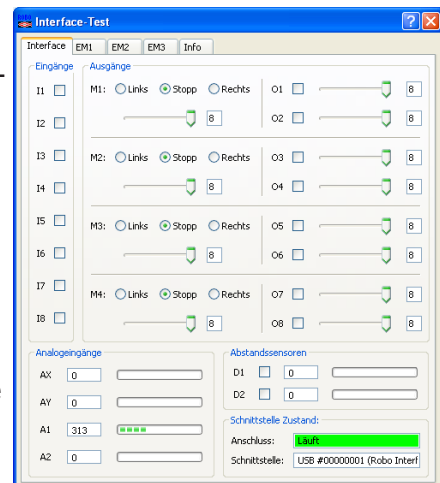 Interface-Test
Interface EM1 EM2 EM3 Info
Eingänge
I1
I2
I3
I4
I5
I6
I7
I8
Ausgänge
M1: Links Stopp Rechts
8
O1 8
O2 8
M2: Links Stopp Rechts
8
O3 8
O4 8
M3: Links Stopp Rechts
8
O5 8
O6 8
M4: Links Stopp Rechts
8
O7 8
O8 8
Analogeingänge
AX 0
AY 0
A1 313
A2 0
Abstandssensoren
D1 0
D2 0
Schnittstelle Zustand:
Anschluss: Läuft
Schnittstelle: USB #00000001 (Robo Interf